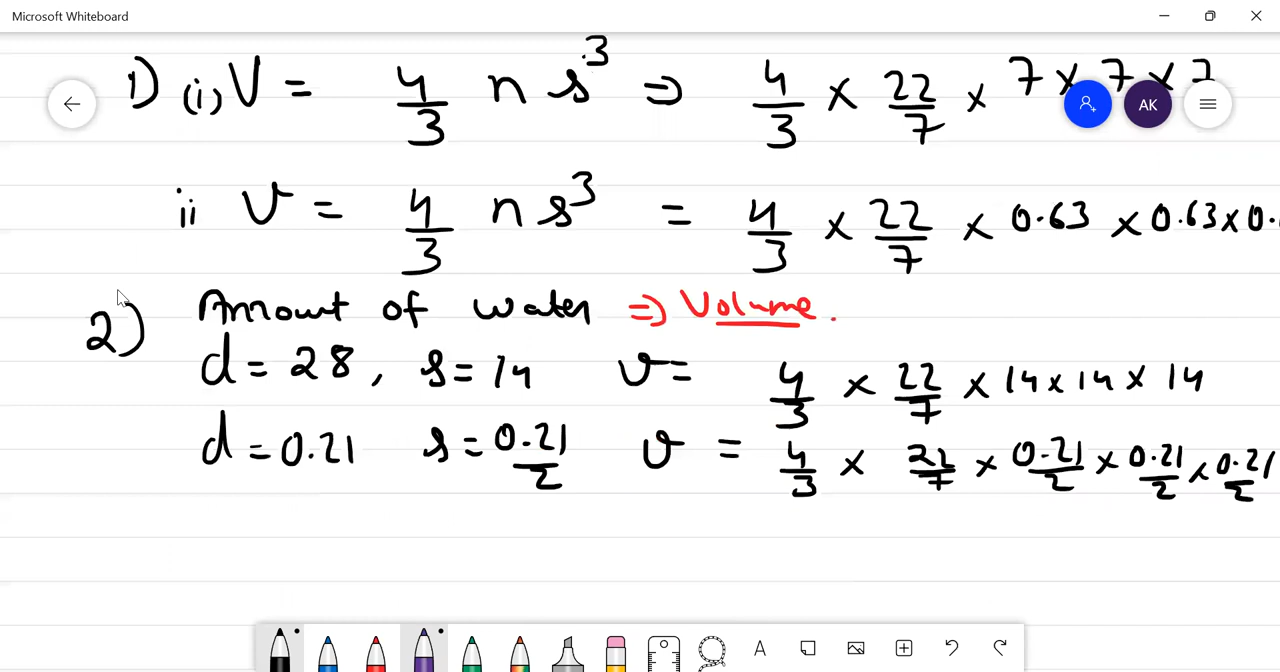 Microsoft Whiteboard
1) (i) V = 4/3 π r³ ⇒ 4/3 × 22/7 × 7 × 7 × 7
AK
ii V = 4/3 π r³ = 4/3 × 22/7 × 0.63 × 0.63 × 0.
2) Amount of water ⇒ Volume.
d = 28, r = 14 V = 4/3 × 22/7 × 14 × 14 × 14
d = 0.21 r = 0.21/2 V = 4/3 × 22/7 × 0.21/2 × 0.21/2 × 0.21/2
A